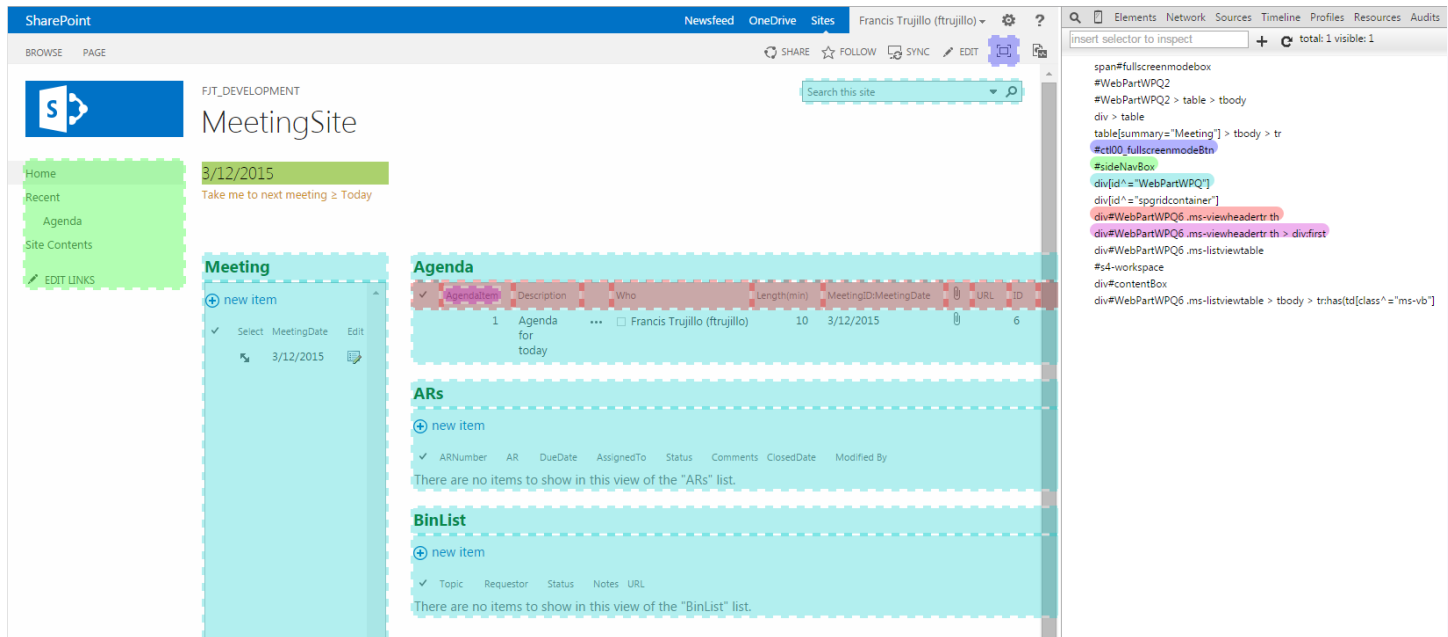 SharePoint
Newsfeed OneDrive Sites Francis Trujillo (ftrujillo) ?
BROWSE PAGE
SHARE FOLLOW SYNC EDIT
S
FJT_DEVELOPMENT
MeetingSite
Search this site
3/12/2015
Take me to next meeting ≥ Today
Home
Recent
Agenda
Site Contents
EDIT LINKS
Meeting
new item
Select MeetingDate Edit
3/12/2015
Agenda
AgendaItem Description Who Length(min) MeetingID:MeetingDate URL ID
1 Agenda for today ... Francis Trujillo (ftrujillo) 10 3/12/2015 6
ARs
new item
ARNumber AR DueDate AssignedTo Status Comments ClosedDate Modified By
There are no items to show in this view of the "ARs" list.
BinList
new item
Topic Requestor Status Notes URL
There are no items to show in this view of the "BinList" list.
Elements Network Sources Timeline Profiles Resources Audits
insert selector to inspect + total: 1 visible: 1
span#fullscreenmodebox
#WebPartWPQ2
#WebPartWPQ2 > table > tbody
div > table
table[summary="Meeting"] > tbody > tr
#ctl00_fullscreenmodeBtn
#sideNavBox
div[id^="WebPartWPQ"]
div[id^="spgridcontainer"]
div#WebPartWPQ6 .ms-viewheadertr th
div#WebPartWPQ6 .ms-viewheadertr th > div:first
div#WebPartWPQ6 .ms-listviewtable
#s4-workspace
div#contentBox
div#WebPartWPQ6 .ms-listviewtable > tbody > tr:has(td[class^="ms-vb"]